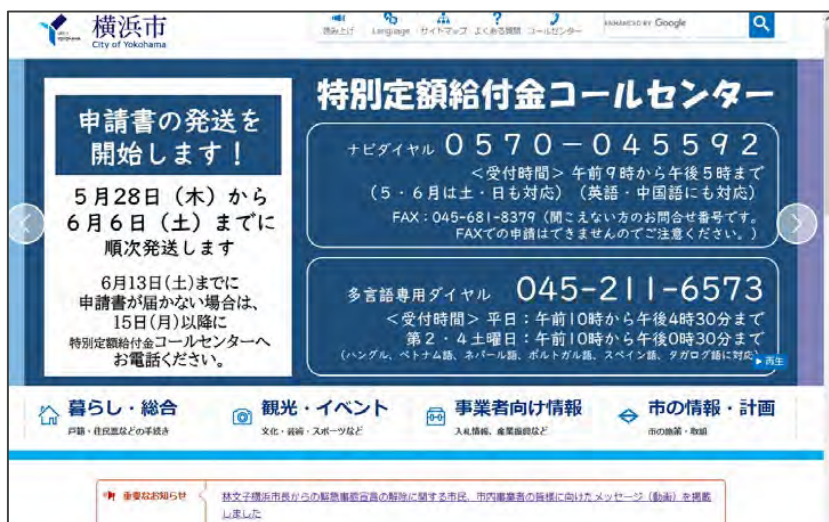 横浜市
City of Yokohama
読み上げ Language サイトマップ よくある質問 コールセンター
ENHANCED BY Google
申請書の発送を
開始します！
5月28日（木）から
6月6日（土）までに
順次発送します
6月13日(土)までに
申請書が届かない場合は、
15日(月)以降に
特別定額給付金コールセンターへ
お電話ください。
特別定額給付金コールセンター
ナビダイヤル 0570－045592
＜受付時間＞ 午前9時から午後5時まで
（5・6月は土・日も対応）（英語・中国語にも対応）
FAX：045-681-8379（聞こえない方のお問合せ番号です。
FAXでの申請はできませんのでご注意ください。）
多言語専用ダイヤル 045-211-6573
＜受付時間＞ 平日：午前10時から午後4時30分まで
第2・4土曜日：午前10時から午後0時30分まで
（ハングル、ベトナム語、ネパール語、ポルトガル語、スペイン語、タガログ語に対応）
再生
暮らし・総合
戸籍・住民票などの手続き
観光・イベント
文化・芸術・スポーツなど
事業者向け情報
入札情報、産業振興など
市の情報・計画
市の施策・取組
重要なお知らせ
林文子横浜市長からの緊急事態宣言の解除に関する市民、市内事業者の皆様に向けたメッセージ（動画）を掲載
しました